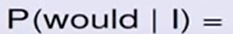 P(would | I) =